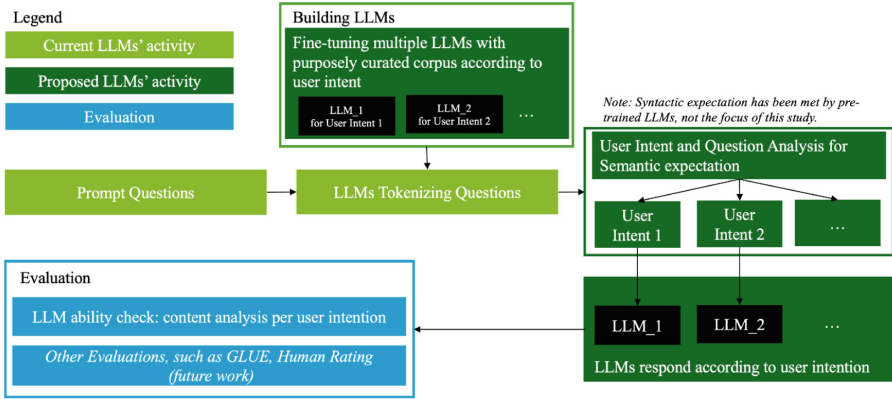 Legend
Current LLMs' activity
Proposed LLMs' activity
Evaluation
Building LLMs
Fine-tuning multiple LLMs with
purposely curated corpus according to
user intent
LLM_1
for User Intent 1
LLM_2
for User Intent 2
...
Note: Syntactic expectation has been met by pre-
trained LLMs, not the focus of this study.
Prompt Questions
LLMs Tokenizing Questions
User Intent and Question Analysis for
Semantic expectation
User
Intent 1
User
Intent 2
...
Evaluation
LLM ability check: content analysis per user intention
Other Evaluations, such as GLUE, Human Rating
(future work)
LLM_1
LLM_2
...
LLMs respond according to user intention